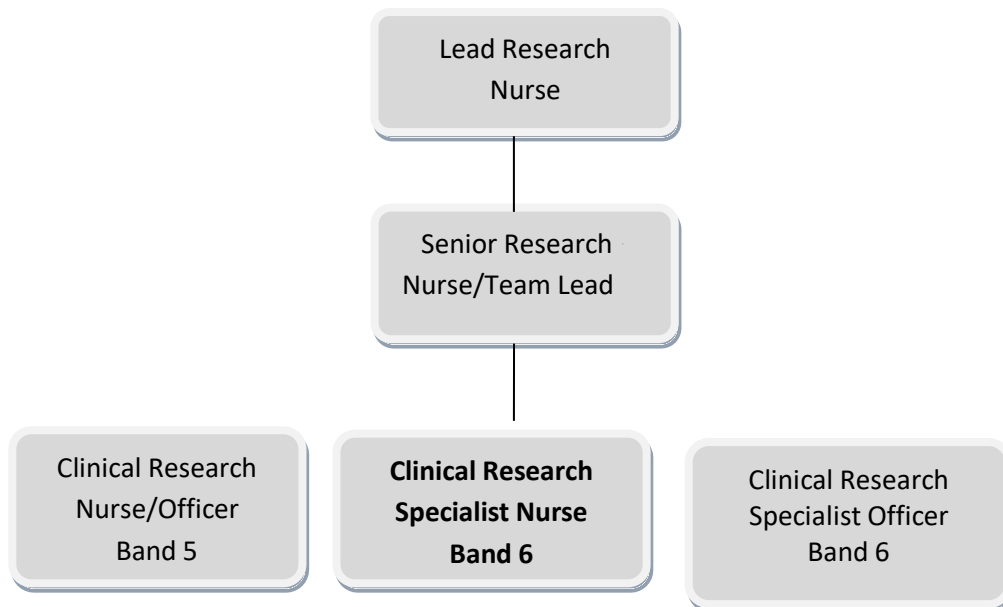 Lead Research
Nurse
Senior Research
Nurse/Team Lead
Clinical Research
Nurse/Officer
Band 5
Clinical Research
Specialist Nurse
Band 6
Clinical Research
Specialist Officer
Band 6